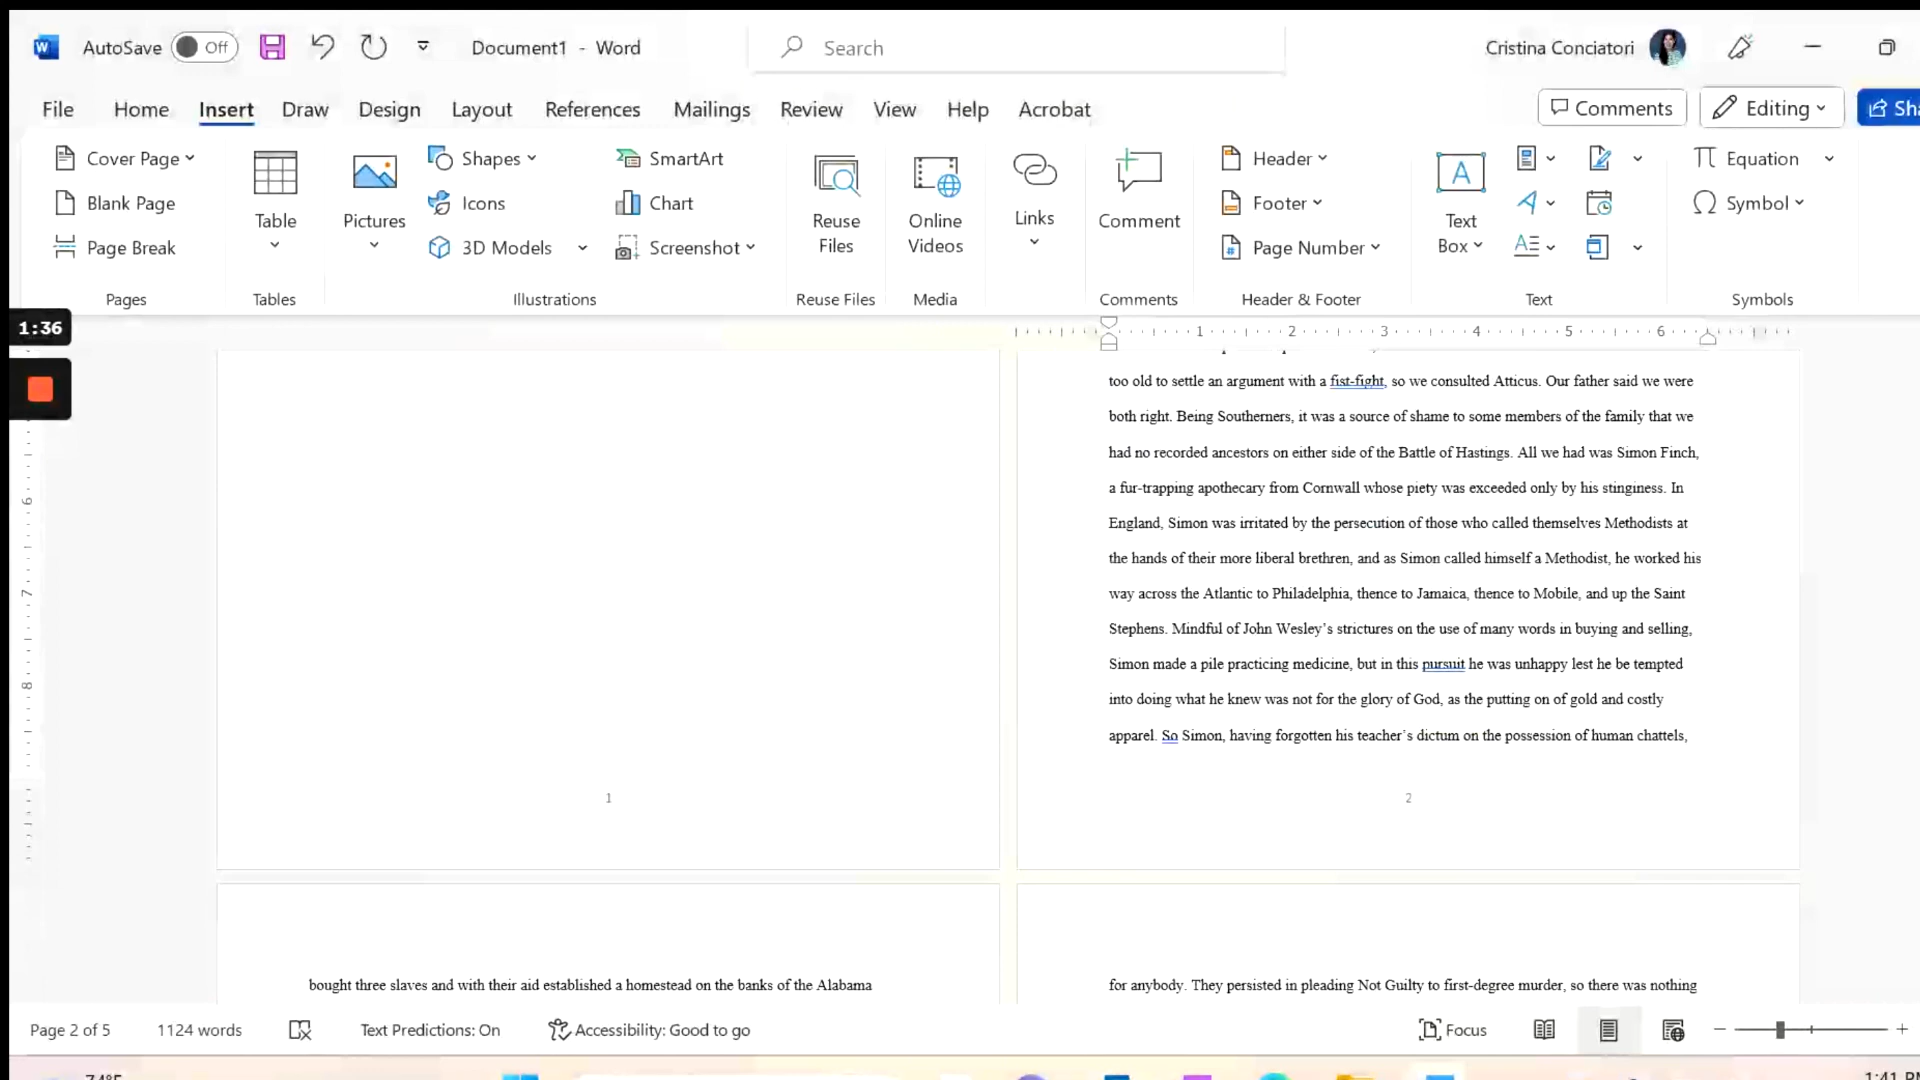 AutoSave Off Document1 - Word Search Cristina Conciatori
File Home Insert Draw Design Layout References Mailings Review View Help Acrobat Comments Editing
Cover Page Shapes SmartArt Header Equation
Blank Page Icons Chart Footer Symbol
Page Break 3D Models Screenshot Page Number
Table Pictures Reuse Files Online Videos Links Comment Text Box
Pages Tables Illustrations Reuse Files Media Comments Header & Footer Text Symbols
1:36
1 2 3 4 5 6
6
7
8
too old to settle an argument with a fist-fight, so we consulted Atticus. Our father said we were
both right. Being Southerners, it was a source of shame to some members of the family that we
had no recorded ancestors on either side of the Battle of Hastings. All we had was Simon Finch,
a fur-trapping apothecary from Cornwall whose piety was exceeded only by his stinginess. In
England, Simon was irritated by the persecution of those who called themselves Methodists at
the hands of their more liberal brethren, and as Simon called himself a Methodist, he worked his
way across the Atlantic to Philadelphia, thence to Jamaica, thence to Mobile, and up the Saint
Stephens. Mindful of John Wesley’s strictures on the use of many words in buying and selling,
Simon made a pile practicing medicine, but in this pursuit he was unhappy lest he be tempted
into doing what he knew was not for the glory of God, as the putting on of gold and costly
apparel. So Simon, having forgotten his teacher’s dictum on the possession of human chattels,
1
2
bought three slaves and with their aid established a homestead on the banks of the Alabama
for anybody. They persisted in pleading Not Guilty to first-degree murder, so there was nothing
Page 2 of 5 1124 words Text Predictions: On Accessibility: Good to go Focus